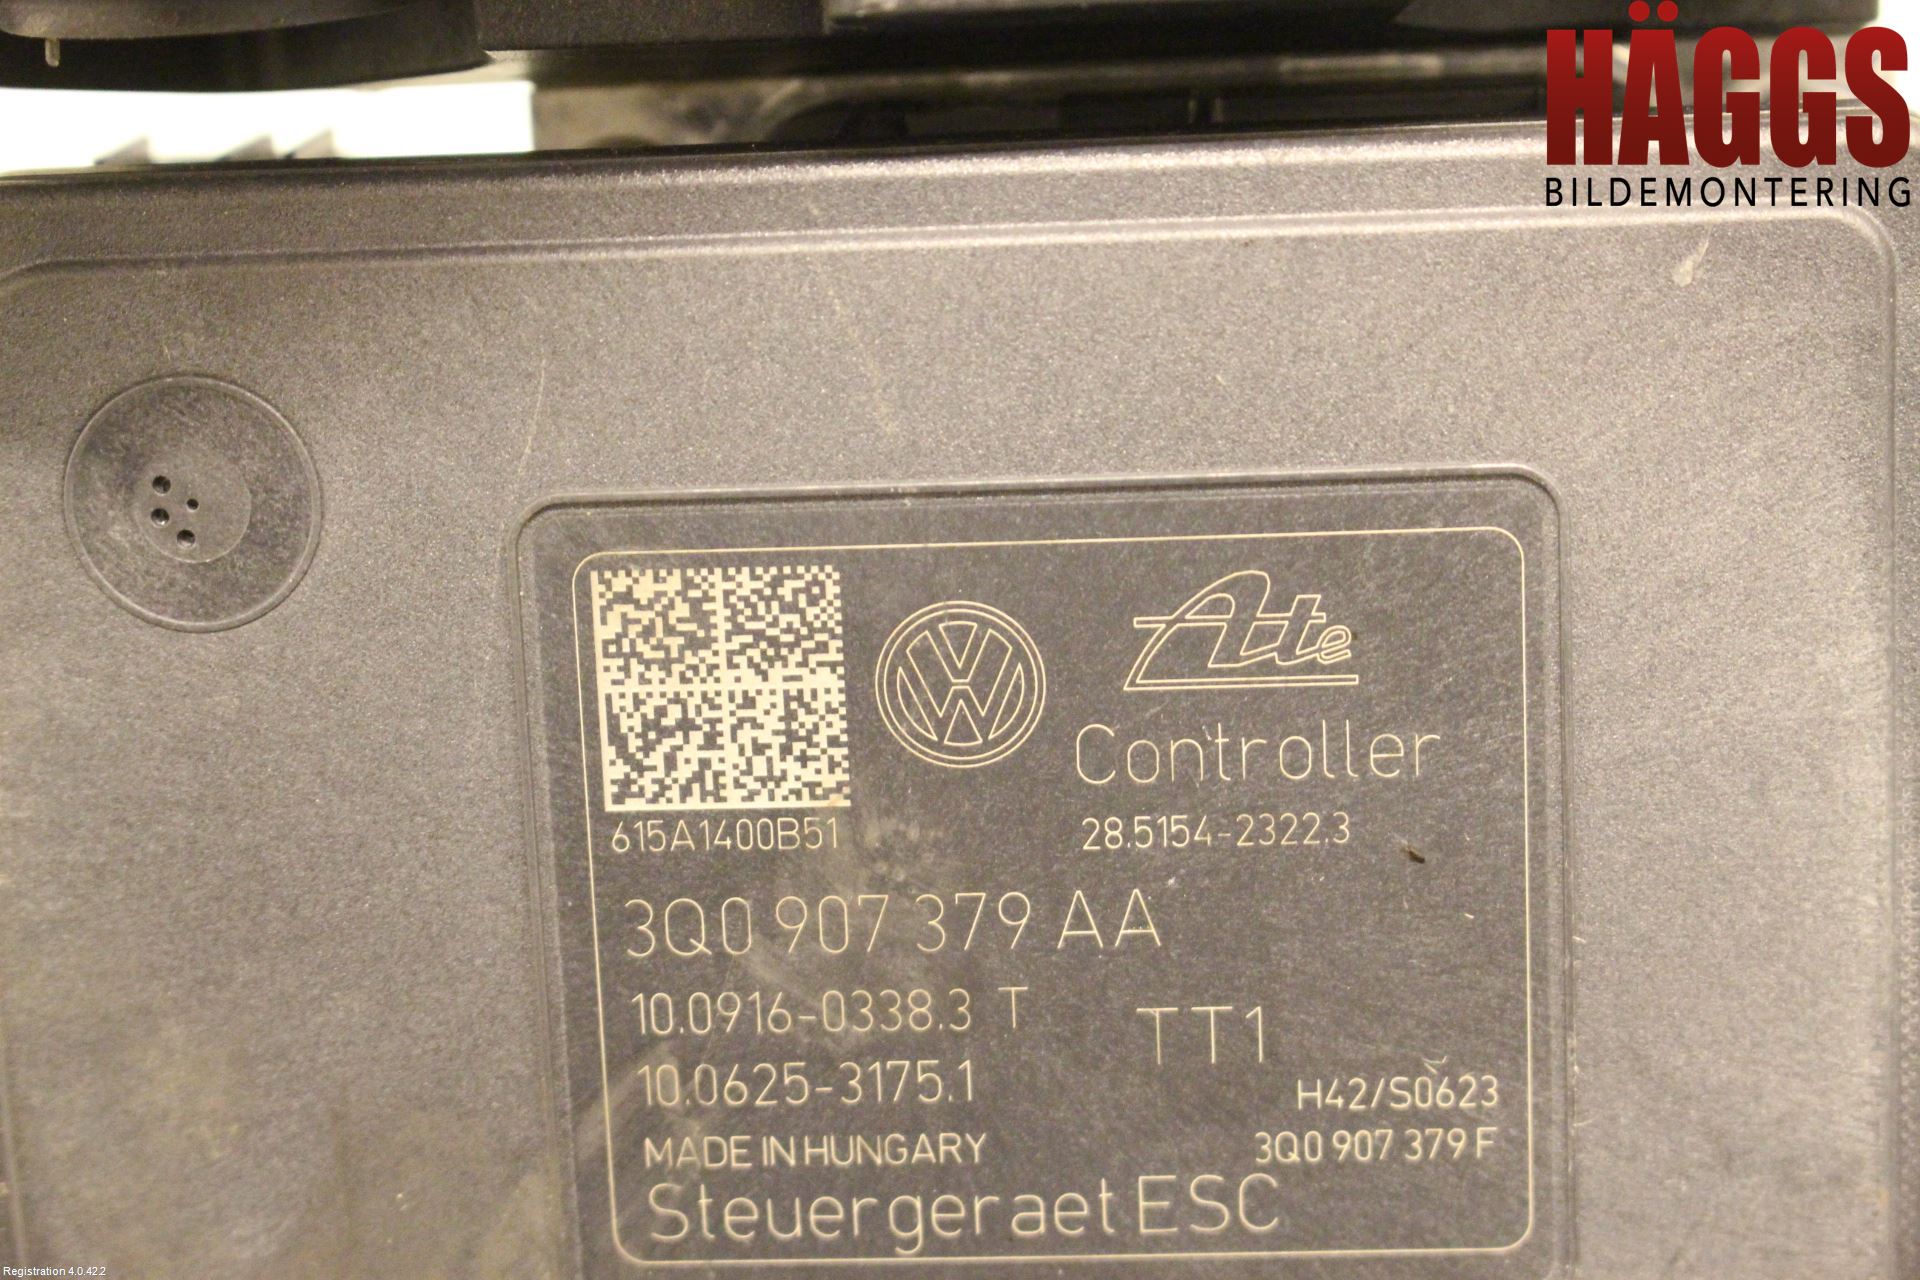 HÄGGS
BILDEMONTERING
Ate
Controller
615A1400B51
28.5154-2322.3
3Q0 907 379 AA
10.0916-0338.3 T
TT1
10.0625-3175.1
H42/S0623
MADE IN HUNGARY
3Q0 907 379 F
Steuergeraet ESC
Registration 4.0.42.2